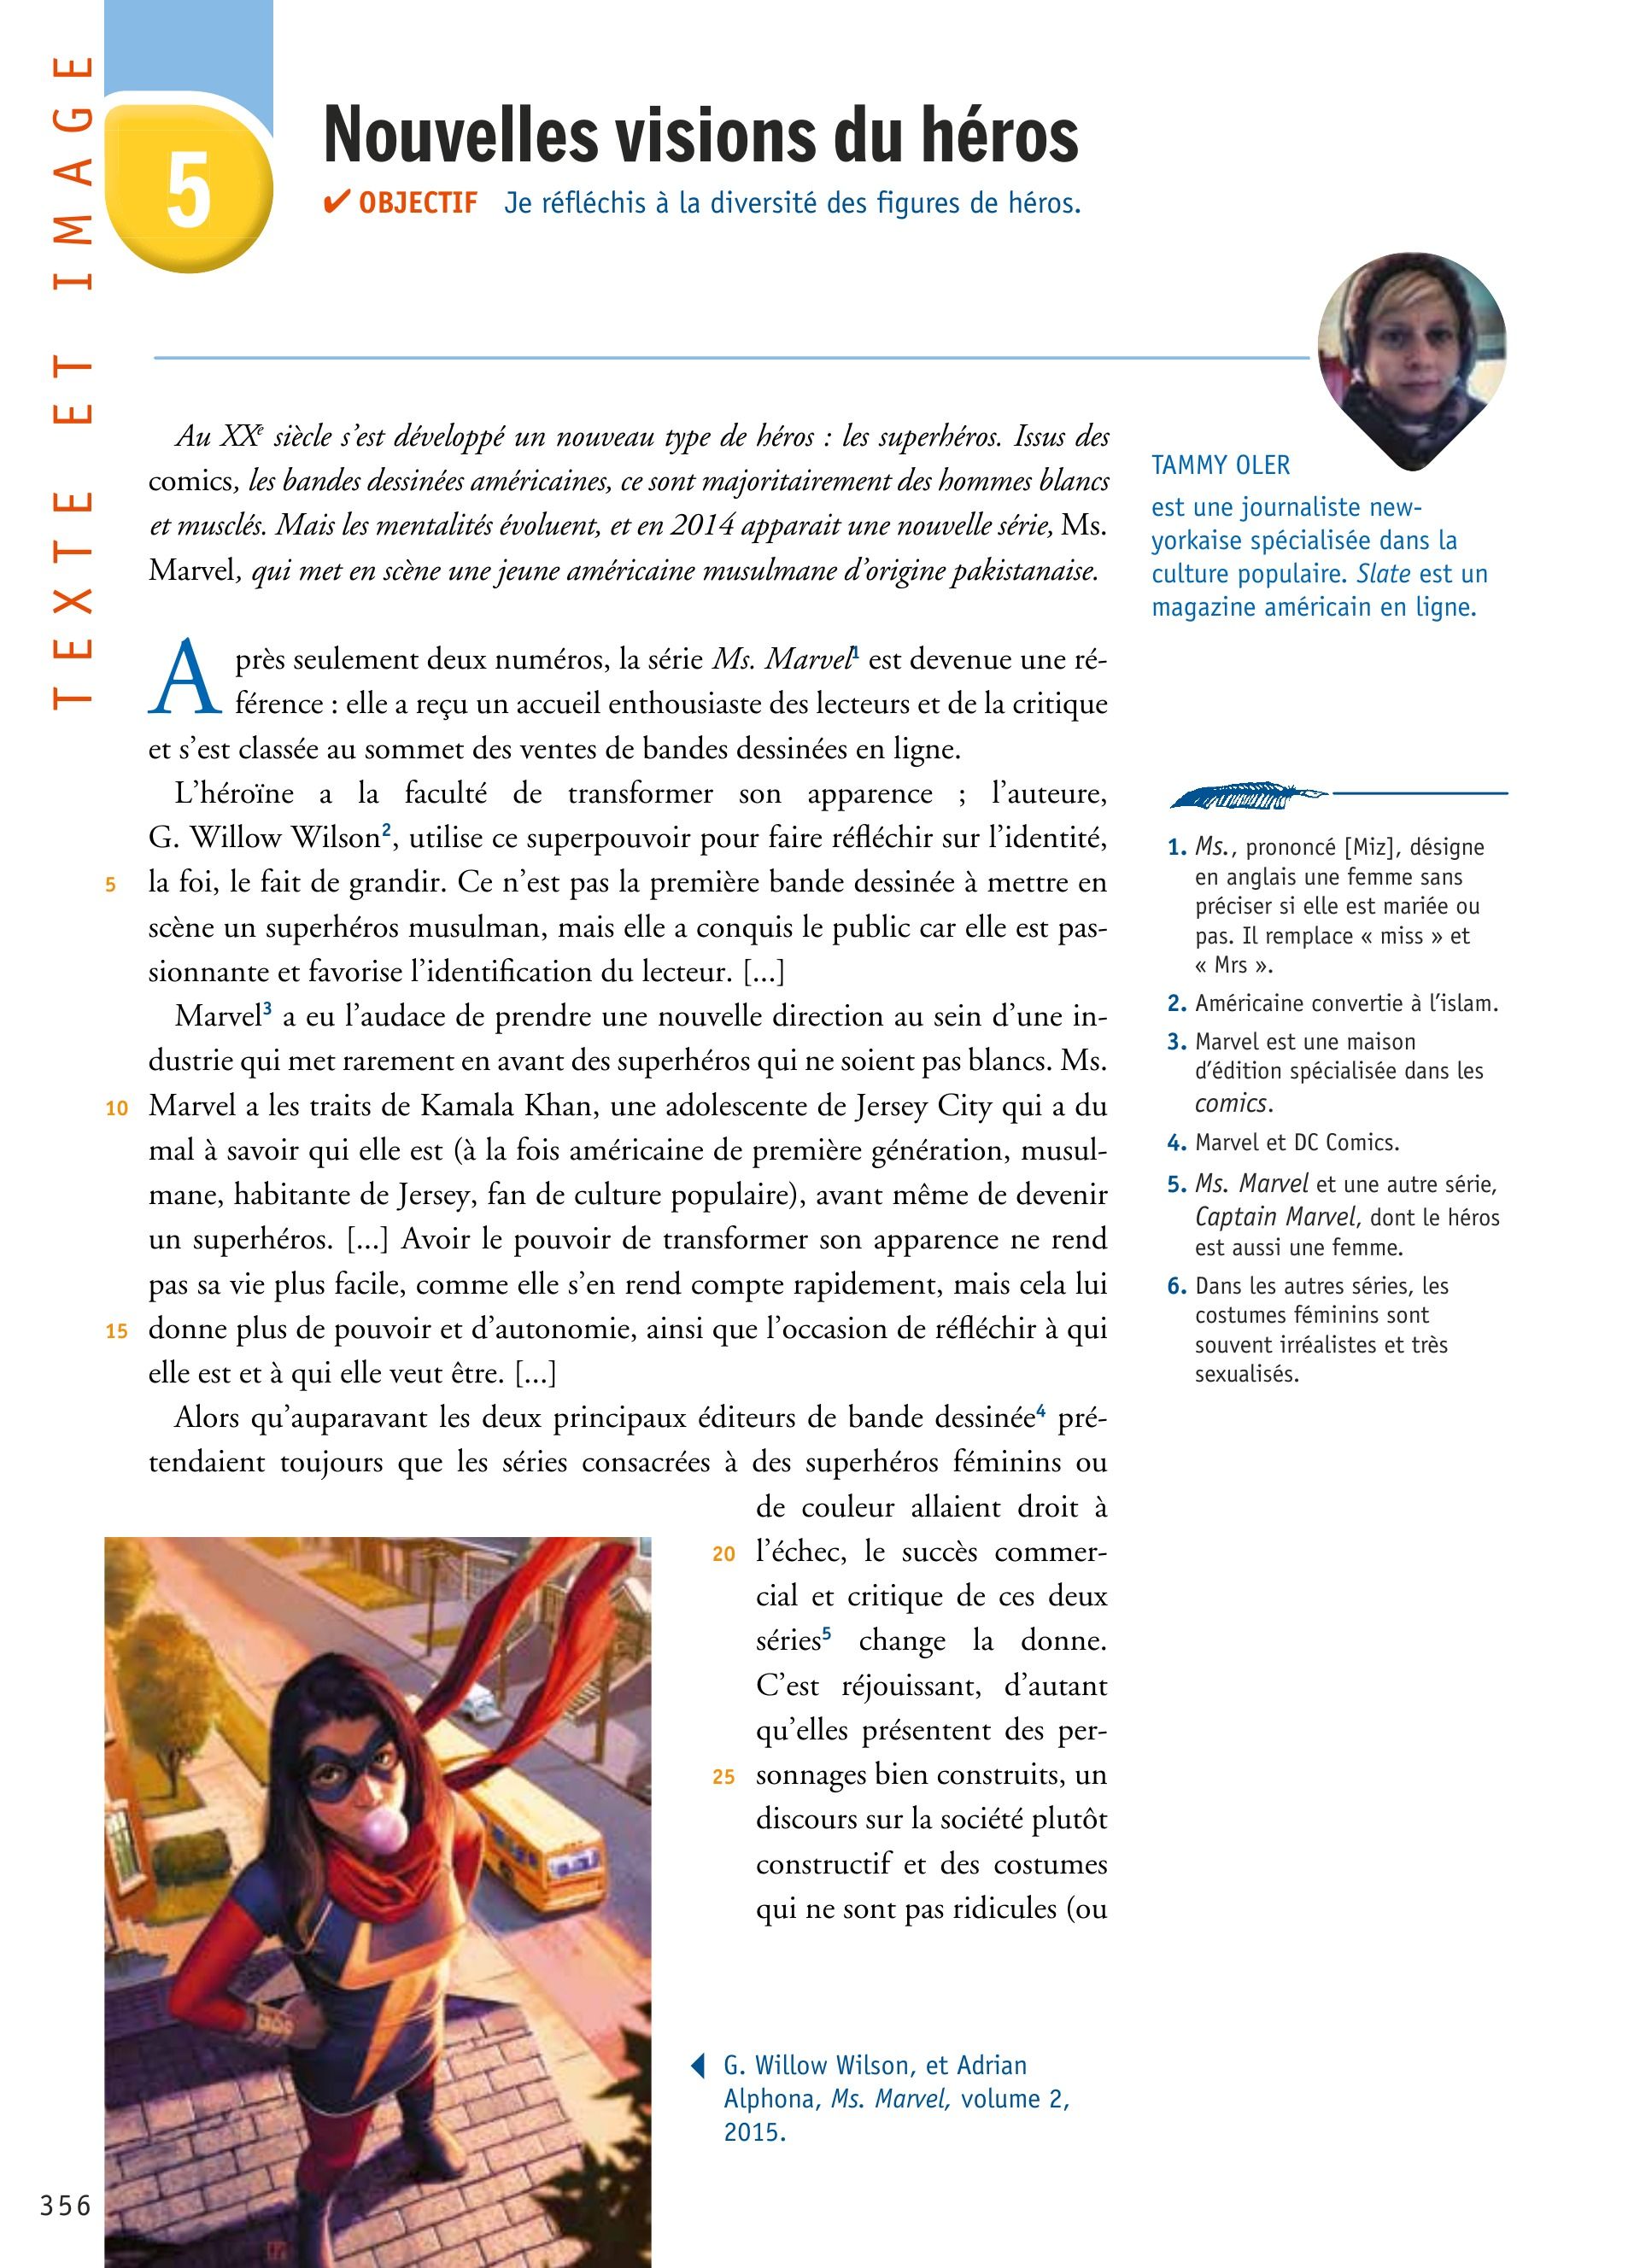 TEXTE ET IMAGE
5
Nouvelles visions du héros
✔ OBJECTIF Je réfléchis à la diversité des figures de héros.
Au XXe siècle s’est développé un nouveau type de héros : les superhéros. Issus des
comics, les bandes dessinées américaines, ce sont majoritairement des hommes blancs
et musclés. Mais les mentalités évoluent, et en 2014 apparait une nouvelle série, Ms.
Marvel, qui met en scène une jeune américaine musulmane d’origine pakistanaise.
TAMMY OLER
est une journaliste new-
yorkaise spécialisée dans la
culture populaire. Slate est un
magazine américain en ligne.
Après seulement deux numéros, la série Ms. Marvel1 est devenue une ré-
férence : elle a reçu un accueil enthousiaste des lecteurs et de la critique
et s’est classée au sommet des ventes de bandes dessinées en ligne.
L’héroïne a la faculté de transformer son apparence ; l’auteure,
G. Willow Wilson2, utilise ce superpouvoir pour faire réfléchir sur l’identité,
5 la foi, le fait de grandir. Ce n’est pas la première bande dessinée à mettre en
scène un superhéros musulman, mais elle a conquis le public car elle est pas-
sionnante et favorise l’identification du lecteur. [...]
Marvel3 a eu l’audace de prendre une nouvelle direction au sein d’une in-
dustrie qui met rarement en avant des superhéros qui ne soient pas blancs. Ms.
10 Marvel a les traits de Kamala Khan, une adolescente de Jersey City qui a du
mal à savoir qui elle est (à la fois américaine de première génération, musul-
mane, habitante de Jersey, fan de culture populaire), avant même de devenir
un superhéros. [...] Avoir le pouvoir de transformer son apparence ne rend
pas sa vie plus facile, comme elle s’en rend compte rapidement, mais cela lui
15 donne plus de pouvoir et d’autonomie, ainsi que l’occasion de réfléchir à qui
elle est et à qui elle veut être. [...]
Alors qu’auparavant les deux principaux éditeurs de bande dessinée4 pré-
tendaient toujours que les séries consacrées à des superhéros féminins ou
de couleur allaient droit à
20 l’échec, le succès commer-
cial et critique de ces deux
séries5 change la donne.
C’est réjouissant, d’autant
qu’elles présentent des per-
25 sonnages bien construits, un
discours sur la société plutôt
constructif et des costumes
qui ne sont pas ridicules (ou
1. Ms., prononcé [Miz], désigne
en anglais une femme sans
préciser si elle est mariée ou
pas. Il remplace « miss » et
« Mrs ».
2. Américaine convertie à l’islam.
3. Marvel est une maison
d’édition spécialisée dans les
comics.
4. Marvel et DC Comics.
5. Ms. Marvel et une autre série,
Captain Marvel, dont le héros
est aussi une femme.
6. Dans les autres séries, les
costumes féminins sont
souvent irréalistes et très
sexualisés.
G. Willow Wilson, et Adrian
Alphona, Ms. Marvel, volume 2,
2015.
356